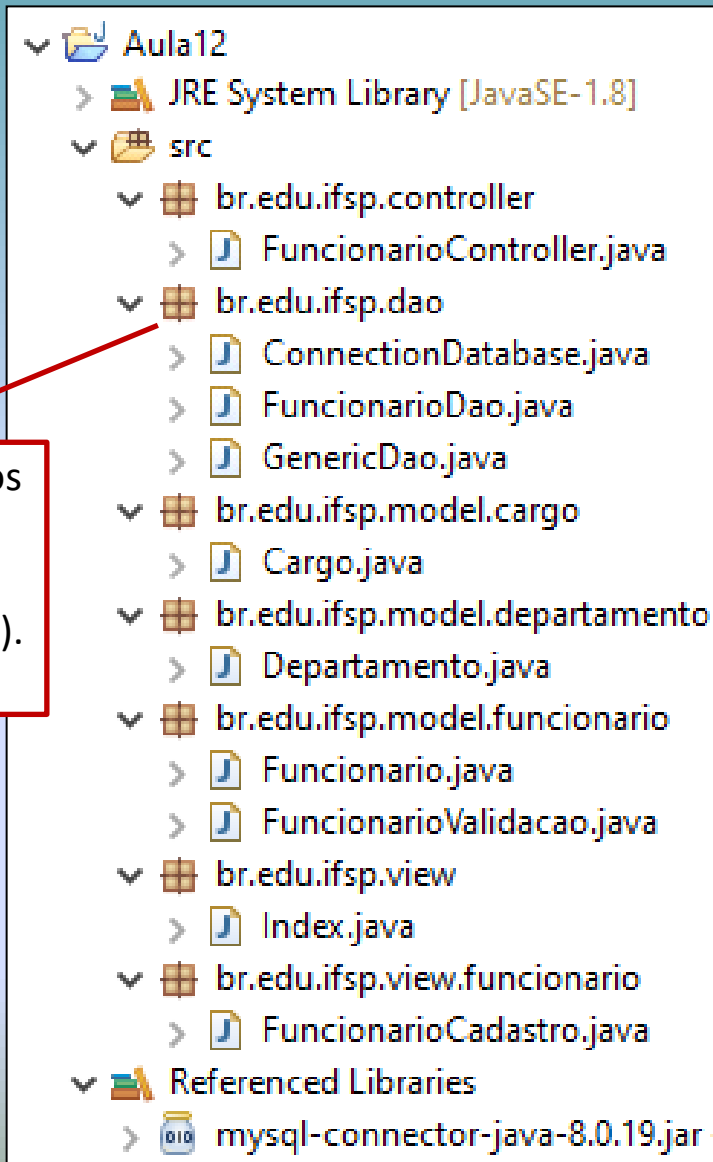 Aula12
JRE System Library [JavaSE-1.8]
src
br.edu.ifsp.controller
FuncionarioController.java
br.edu.ifsp.dao
ConnectionDatabase.java
FuncionarioDao.java
GenericDao.java
os
br.edu.ifsp.model.cargo
Cargo.java
br.edu.ifsp.model.departamento
).
Departamento.java
br.edu.ifsp.model.funcionario
Funcionario.java
FuncionarioValidacao.java
br.edu.ifsp.view
Index.java
br.edu.ifsp.view.funcionario
FuncionarioCadastro.java
Referenced Libraries
mysql-connector-java-8.0.19.jar